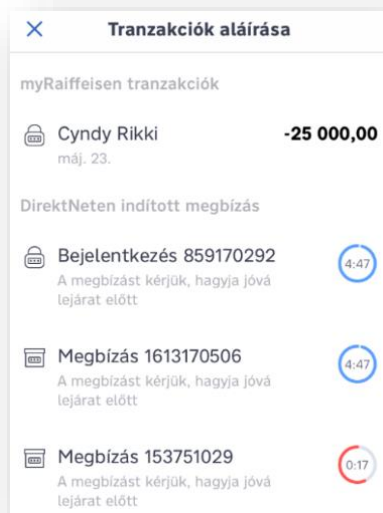 Tranzakciók aláírása
myRaiffeisen tranzakciók
Cyndy Rikki -25 000,00
máj. 23.
DirektNeten indított megbízás
Bejelentkezés 859170292 4:47
A megbízást kérjük, hagyja jóvá
lejárat előtt
Megbízás 1613170506 4:47
A megbízást kérjük, hagyja jóvá
lejárat előtt
Megbízás 153751029 0:17
A megbízást kérjük, hagyja jóvá
lejárat előtt